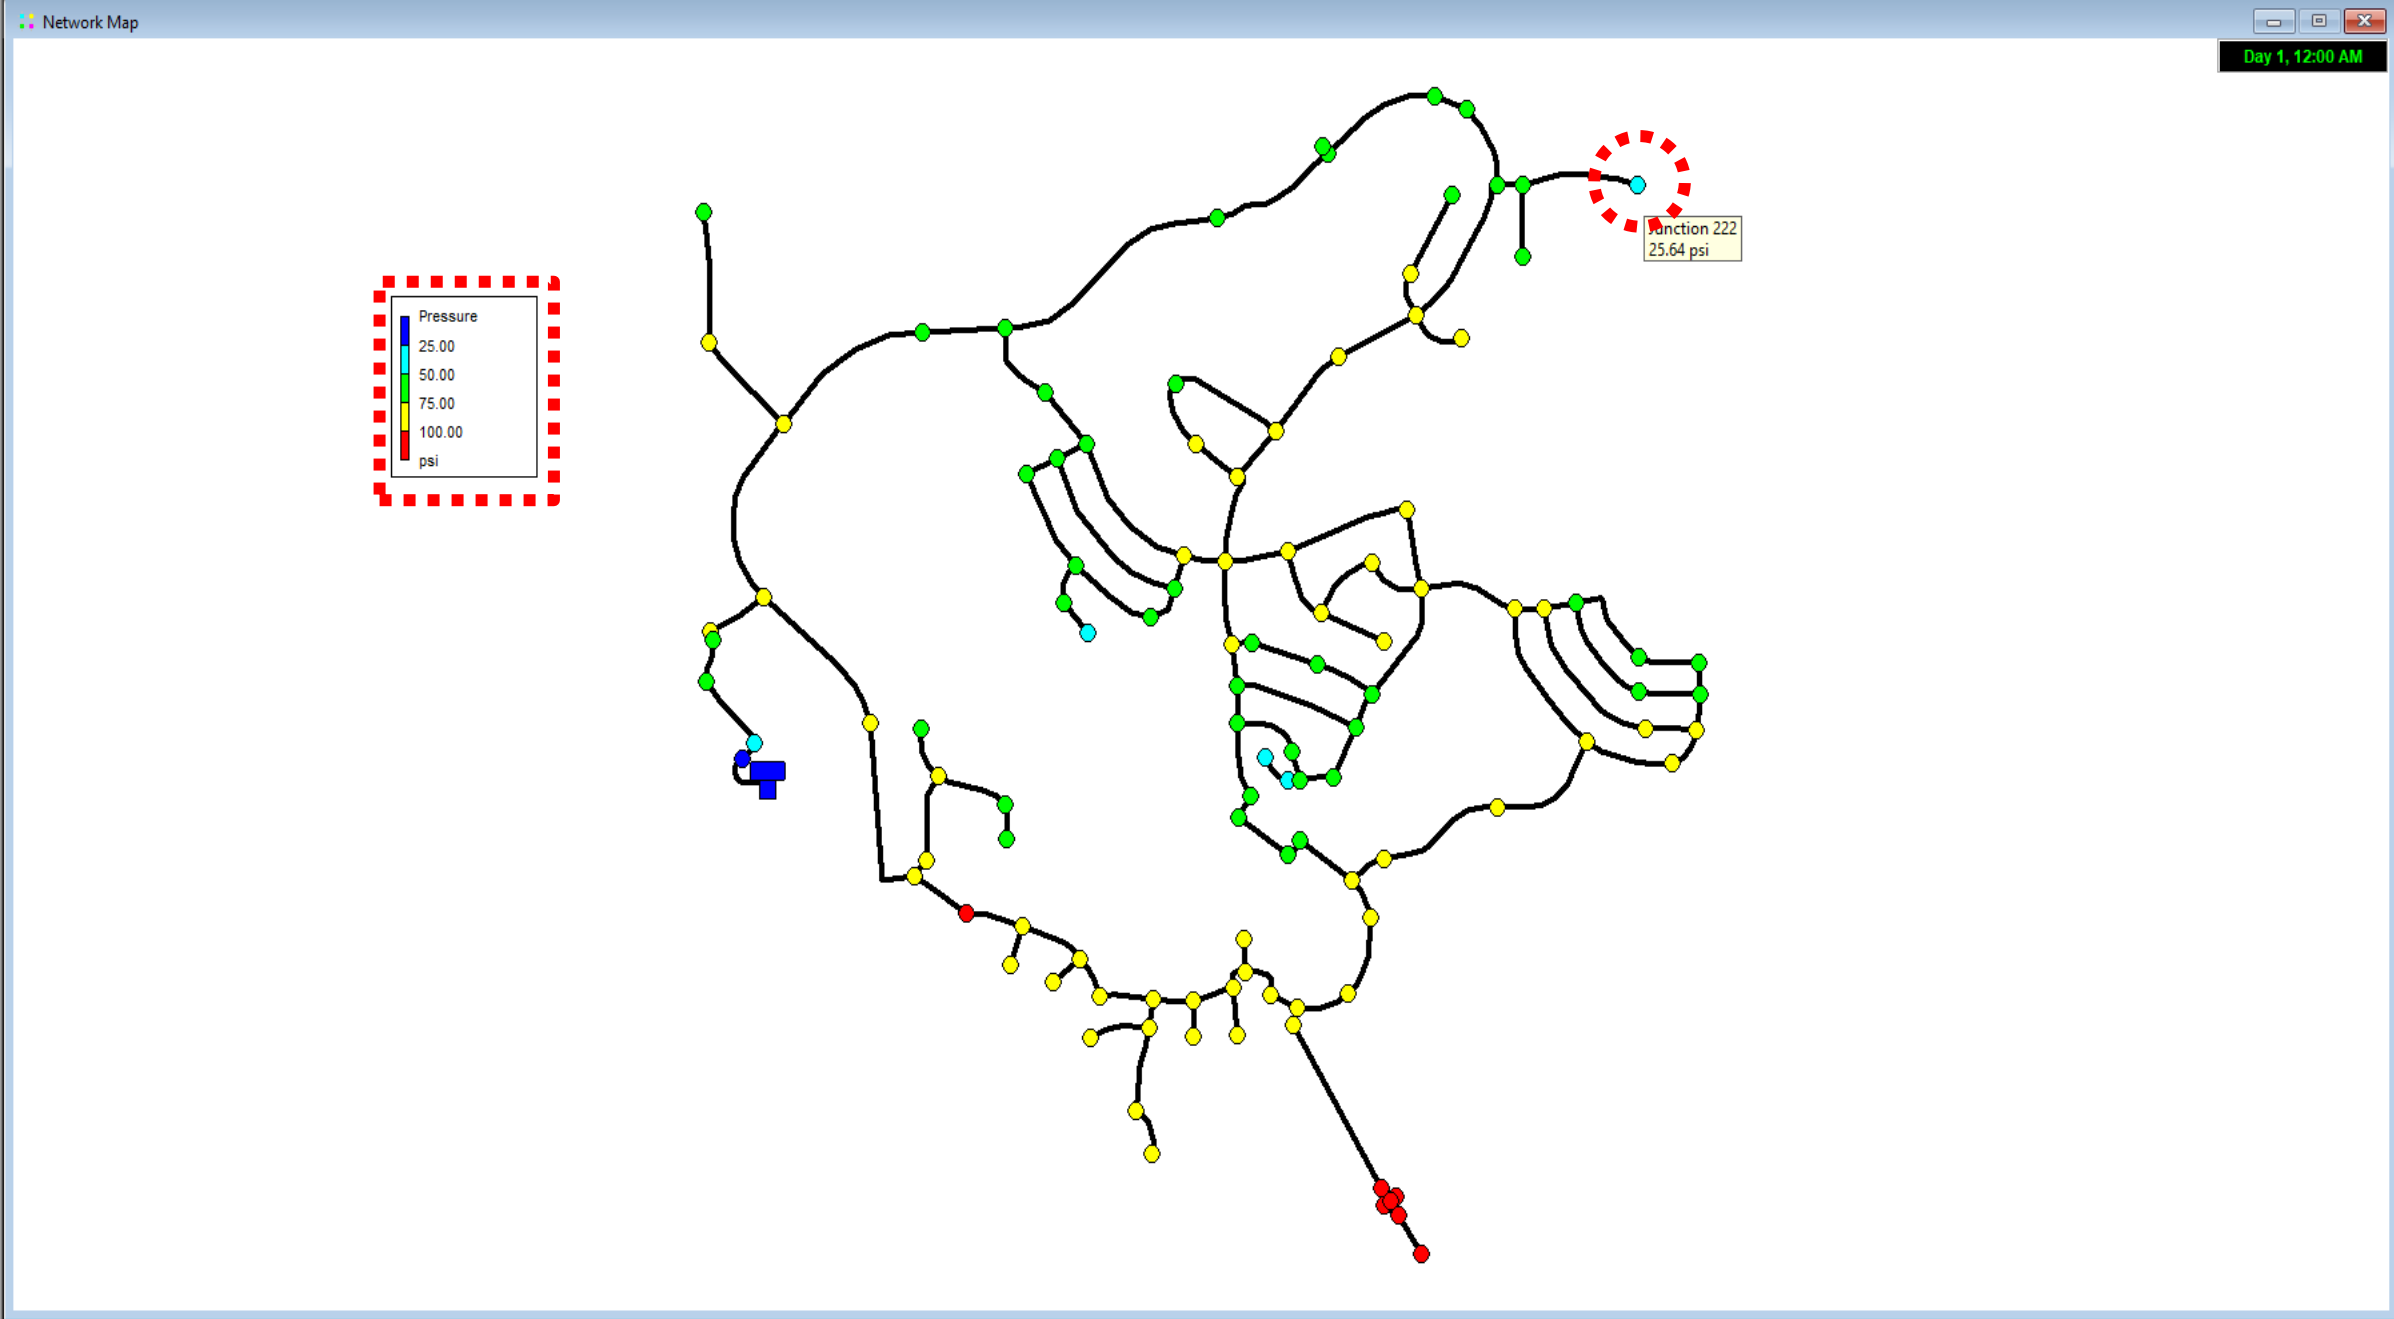 Network Map
Day 1, 12:00 AM
Junction 222
25.64 psi
Pressure
25.00
50.00
75.00
100.00
psi